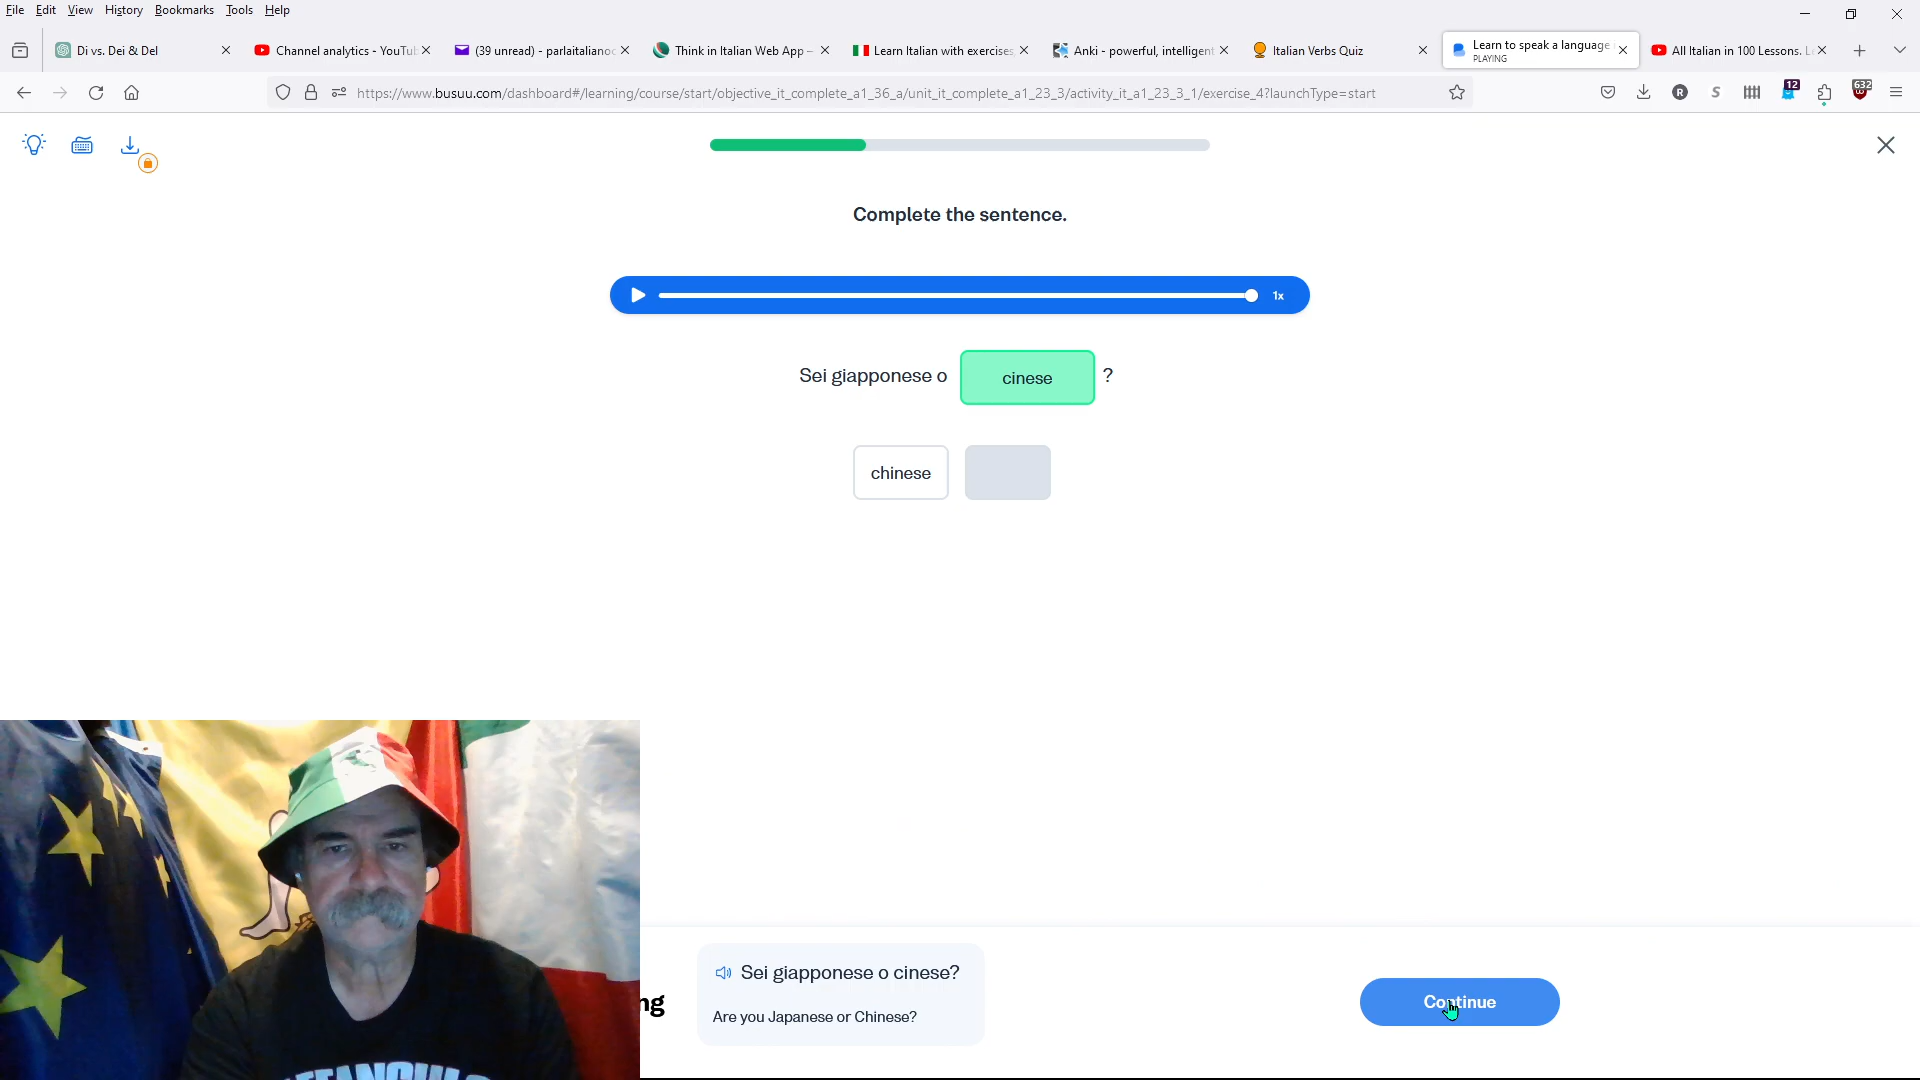 File Edit View History Bookmarks Tools Help
Di vs. Dei & Del
Channel analytics - YouTu
(39 unread) - parlaitaliano
Think in Italian Web App –
Learn Italian with exercises,
Anki - powerful, intelligent
Italian Verbs Quiz
Learn to speak a language
PLAYING
All Italian in 100 Lessons. L
https://www.busuu.com/dashboard#/learning/course/start/objective_it_complete_a1_36_a/unit_it_complete_a1_23_3/activity_it_a1_23_3_1/exercise_4?launchType=start
R
S
12
632
Complete the sentence.
1x
Sei giapponese o cinese ?
chinese
Sei giapponese o cinese?
ng
Are you Japanese or Chinese?
Continue